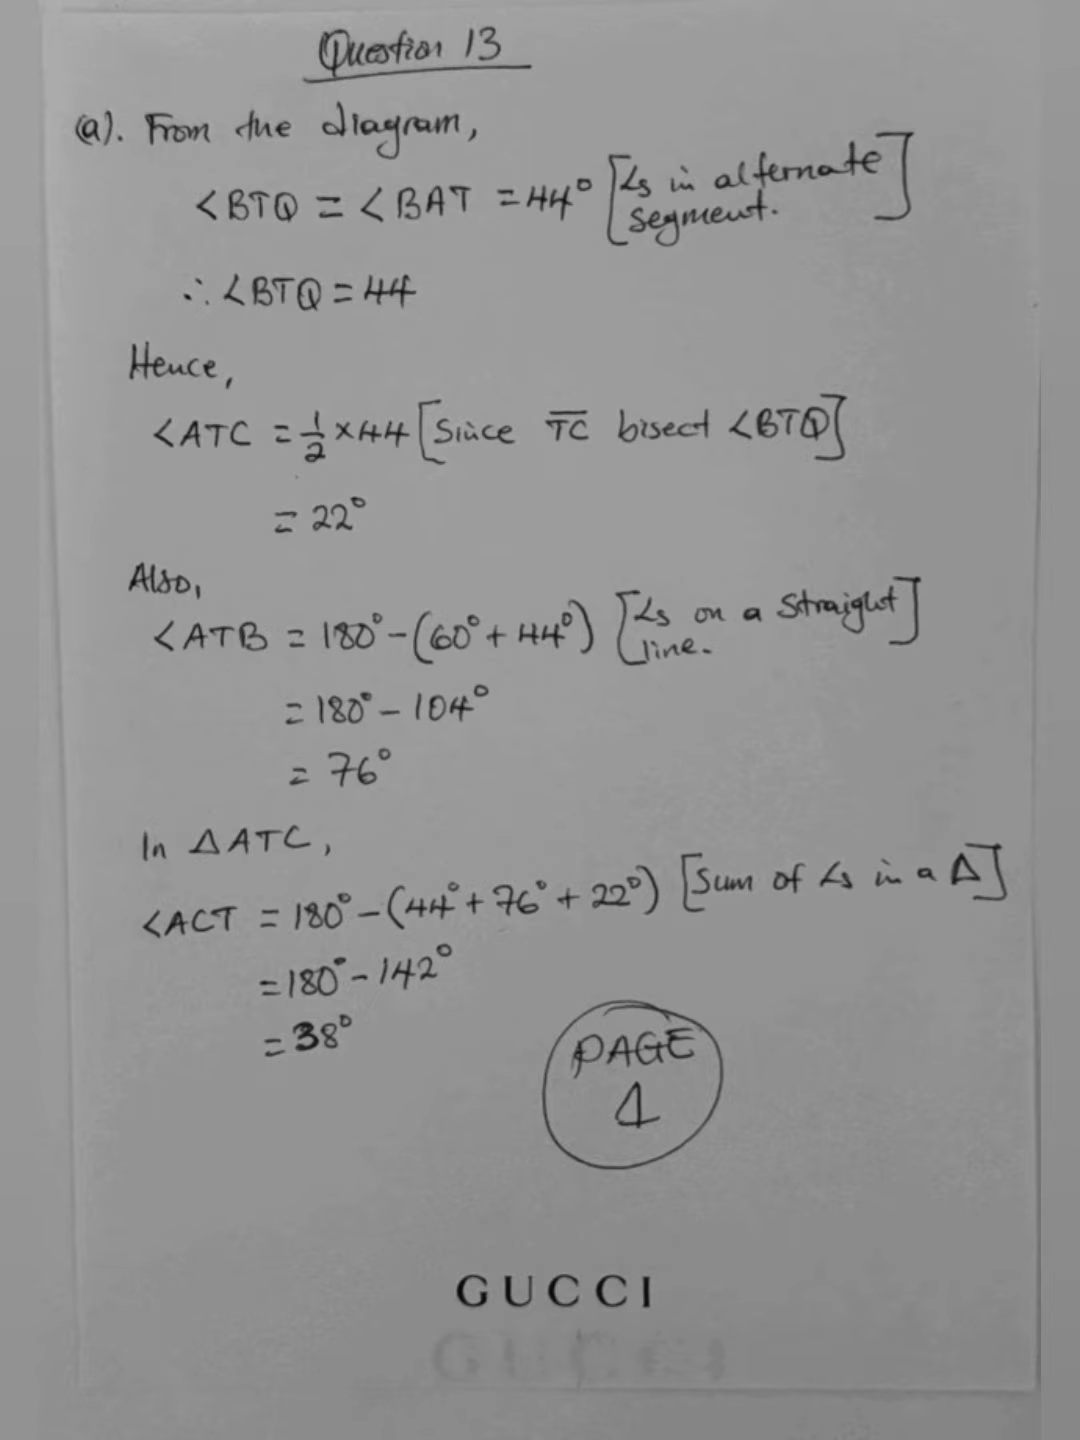 Question 13
(a). From the diagram,
<BTQ = <BAT = 44° [∠s in alternate
segment.]
∴ <BTQ = 44
Hence,
<ATC = 1/2 × 44 [Since T̅C̅ bisect <BTQ]
= 22°
Also,
<ATB = 180° - (60° + 44°) [∠s on a straight
line.]
= 180° - 104°
= 76°
In ΔATC,
<ACT = 180° - (44° + 76° + 22°) [Sum of ∠s in a Δ]
= 180° - 142°
= 38°
PAGE
1
GUCCI
GUCCI